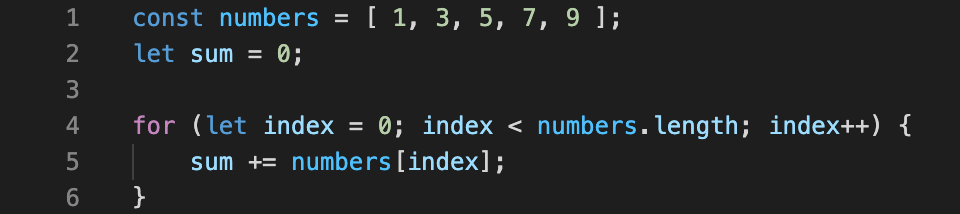 1 const numbers = [ 1, 3, 5, 7, 9 ];
2 let sum = 0;
3
4 for (let index = 0; index < numbers.length; index++) {
5     sum += numbers[index];
6 }